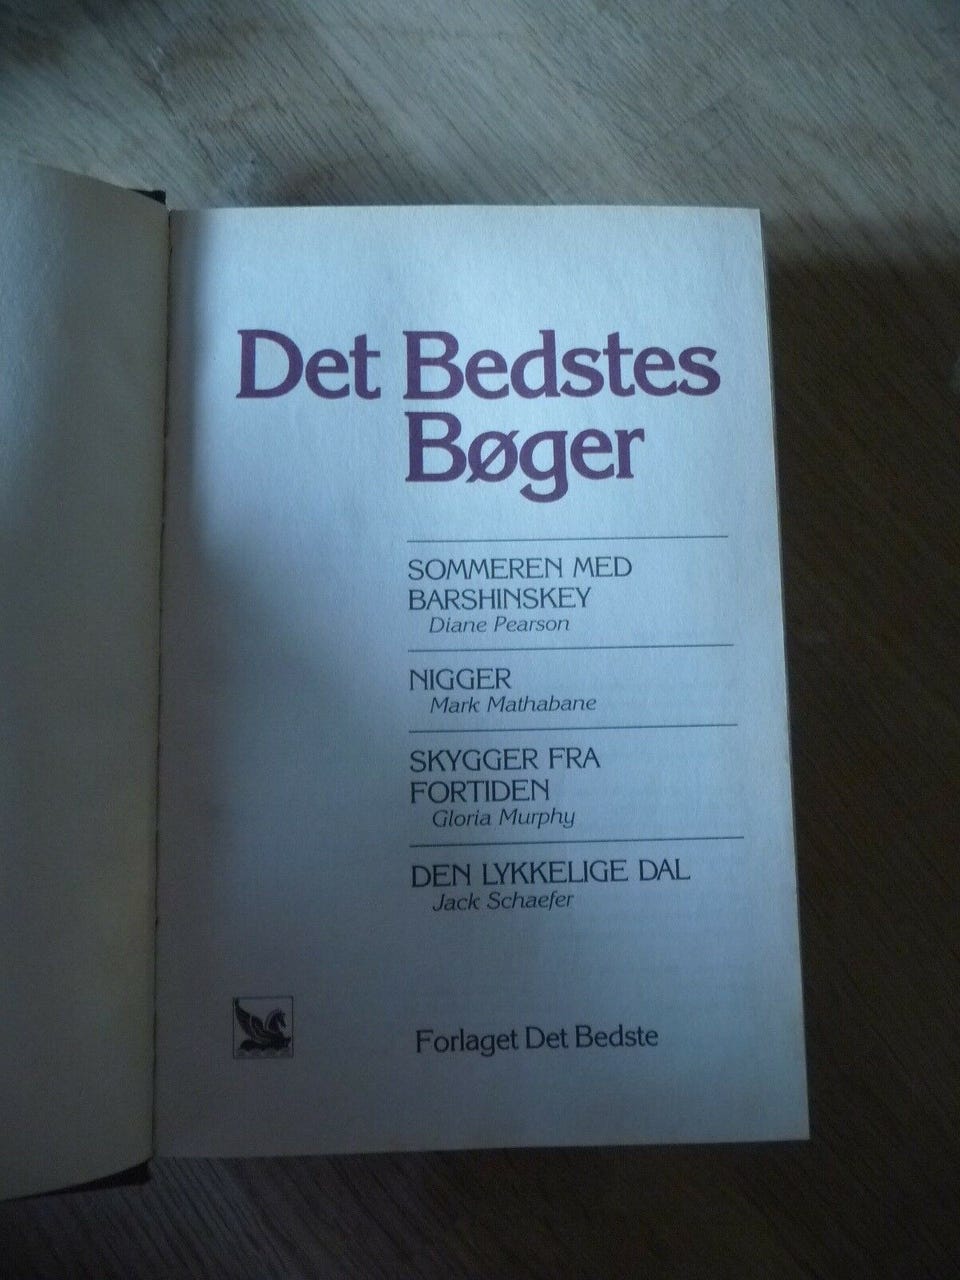 Det Bedstes
Bøger
SOMMEREN MED
BARSHINSKEY
Diane Pearson
NIGGER
Mark Mathabane
SKYGGER FRA
FORTIDEN
Gloria Murphy
DEN LYKKELIGE DAL
Jack Schaefer
Forlaget Det Bedste